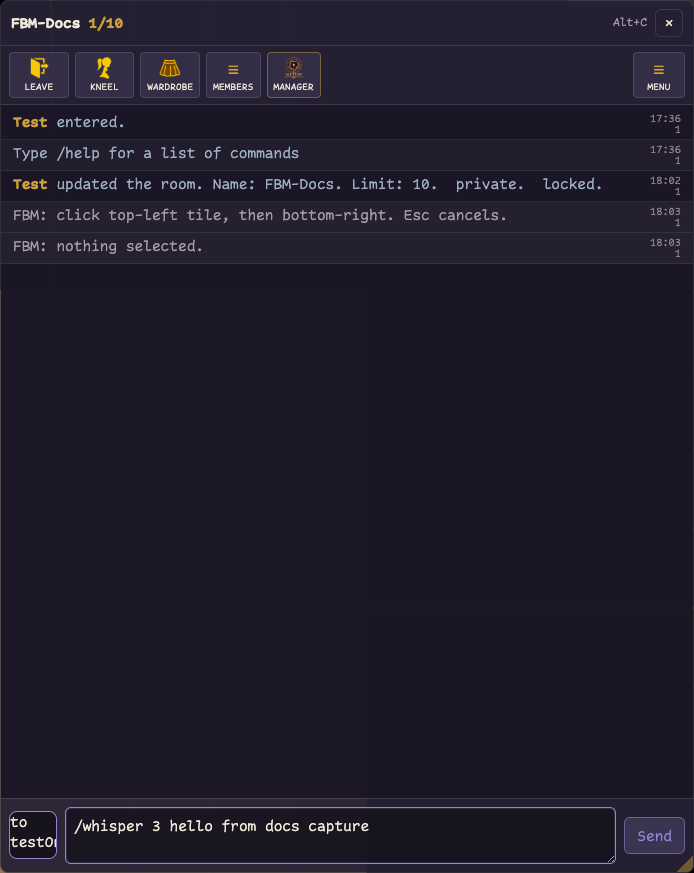 FBM-Docs 1/10
Alt+C ×
LEAVE
KNEEL
WARDROBE
MEMBERS
MANAGER
MENU
Test entered. 17:36
1
Type /help for a list of commands 17:36
1
Test updated the room. Name: FBM-Docs. Limit: 10.  private.  locked. 18:02
1
FBM: click top-left tile, then bottom-right. Esc cancels. 18:03
1
FBM: nothing selected. 18:03
1
to
/whisper 3 hello from docs capture
Send